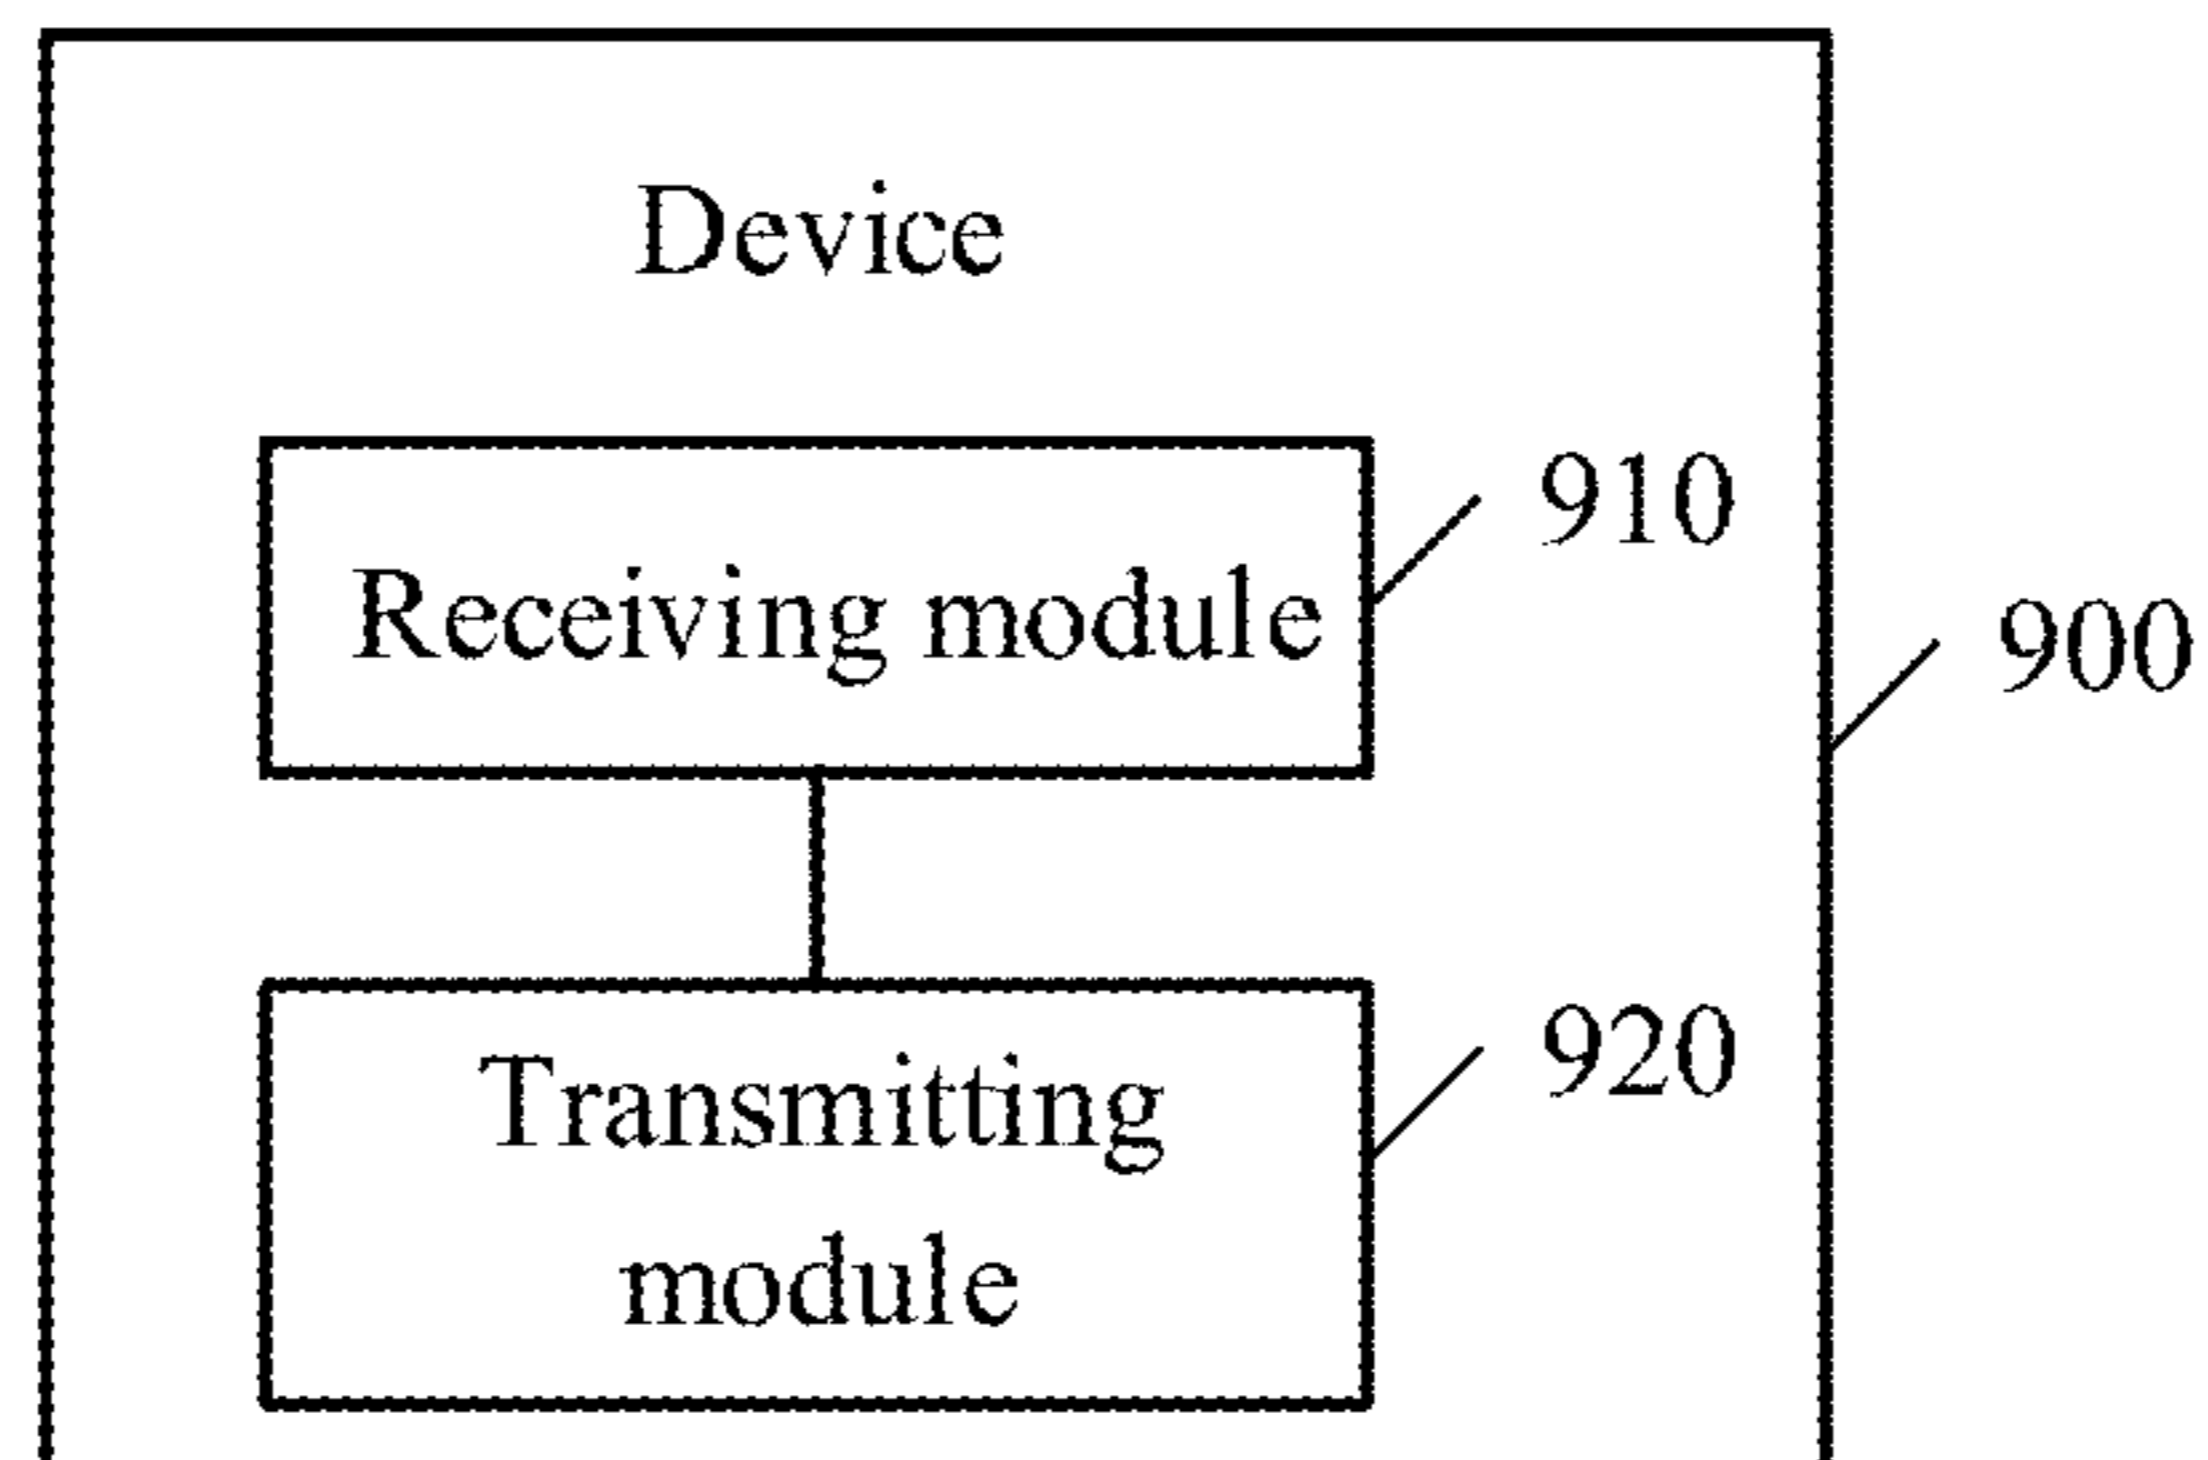 Device
910
Receiving module
900
920
Transmitting
module